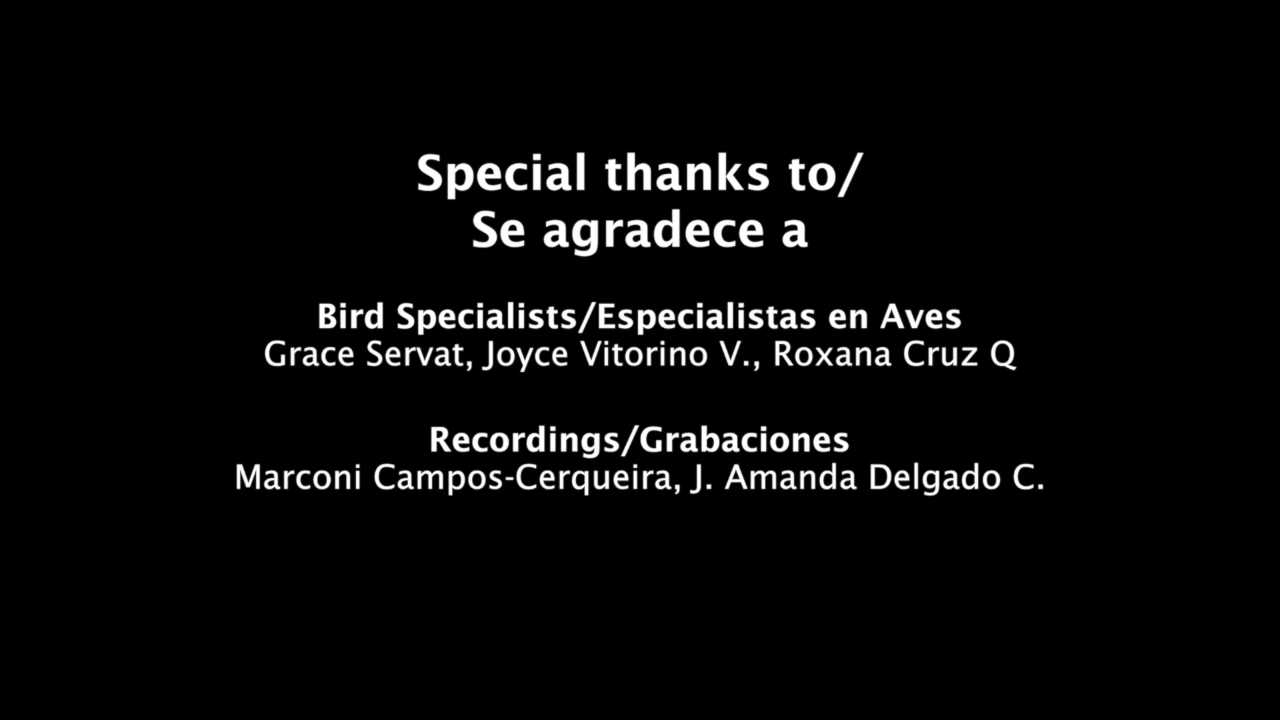 Special thanks to/
Se agradece a
Bird Specialists/Especialistas en Aves
Grace Servat, Joyce Vitorino V., Roxana Cruz Q
Recordings/Grabaciones
Marconi Campos-Cerqueira, J. Amanda Delgado C.